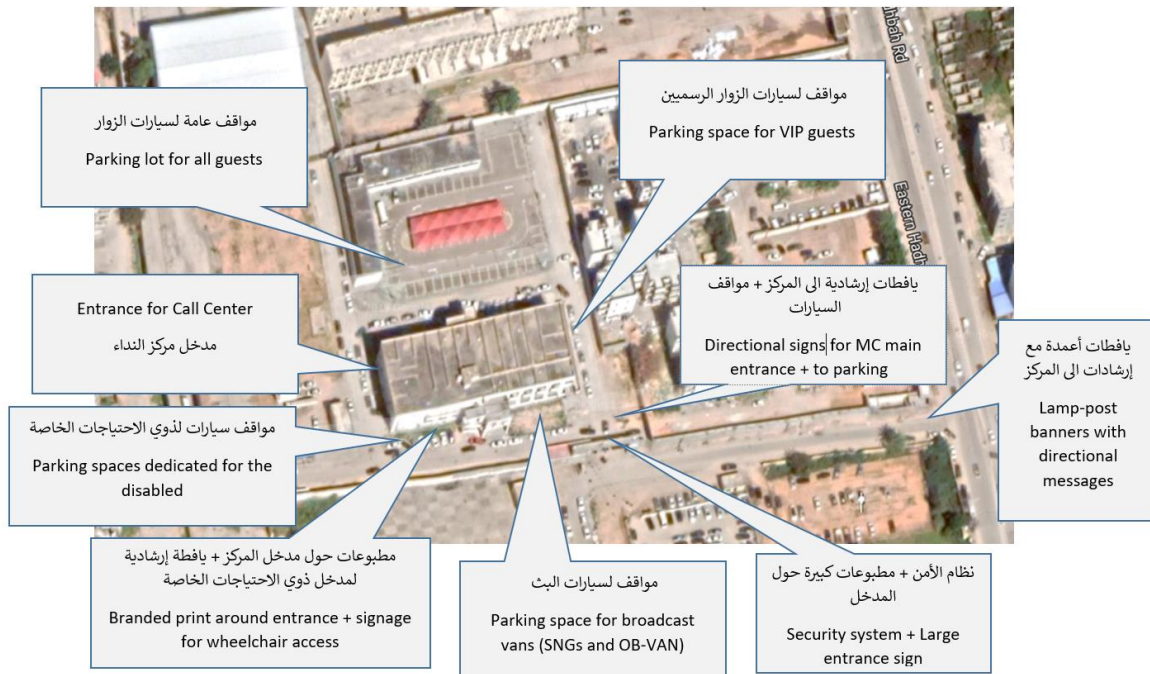 مواقف عامة لسيارات الزوار
Parking lot for all guests
مواقف لسيارات الزوار الرسميين
Parking space for VIP guests
hbah Rd
Eastern Hadh
Entrance for Call Center
مدخل مركز النداء
يافطات إرشادية الى المركز + مواقف
السيارات
Directional signs for MC main
entrance + to parking
يافطات أعمدة مع
إرشادات الى المركز
Lamp-post
banners with
directional
messages
مواقف سيارات لذوي الاحتياجات الخاصة
Parking spaces dedicated for the
disabled
مطبوعات حول مدخل المركز + يافطة إرشادية
لمدخل ذوي الاحتياجات الخاصة
Branded print around entrance + signage
for wheelchair access
مواقف لسيارات البث
Parking space for broadcast
vans (SNGs and OB-VAN)
نظام الأمن + مطبوعات كبيرة حول
المدخل
Security system + Large
entrance sign